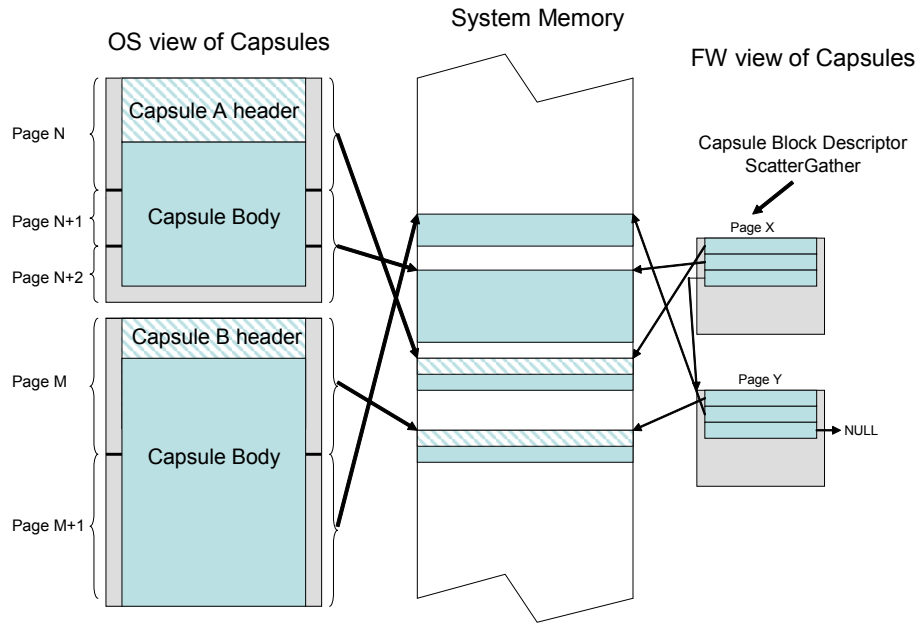 OS view of Capsules
System Memory
FW view of Capsules
Capsule A header
Page N
Capsule Body
Page N+1
Page N+2
Capsule B header
Page M
Capsule Body
Page M+1
Capsule Block Descriptor
ScatterGather
Page X
Page Y
NULL